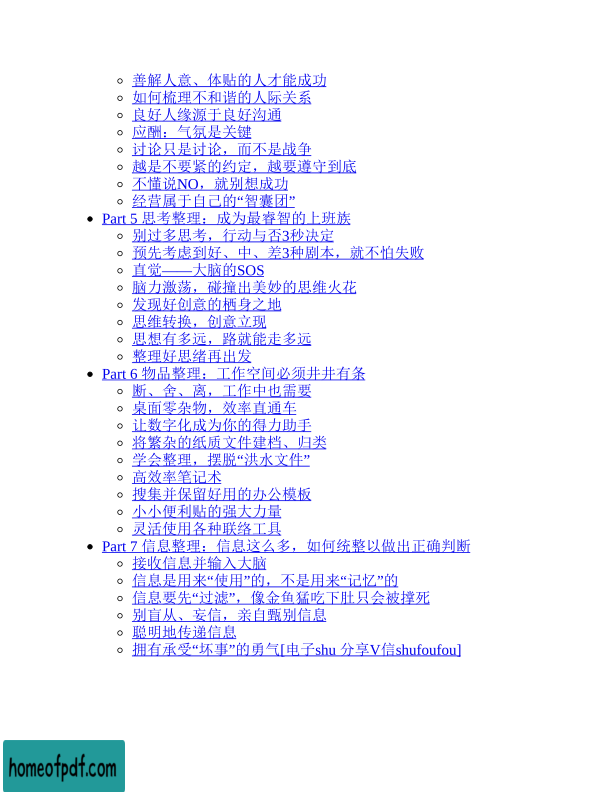 善解人意、体贴的人才能成功
如何梳理不和谐的人际关系
良好人缘源于良好沟通
应酬：气氛是关键
讨论只是讨论，而不是战争
越是不要紧的约定，越要遵守到底
不懂说NO，就别想成功
经营属于自己的“智囊团”
Part 5 思考整理：成为最睿智的上班族
别过多思考，行动与否3秒决定
预先考虑到好、中、差3种剧本，就不怕失败
直觉——大脑的SOS
脑力激荡，碰撞出美妙的思维火花
发现好创意的栖身之地
思维转换，创意立现
思想有多远，路就能走多远
整理好思绪再出发
Part 6 物品整理：工作空间必须井井有条
断、舍、离，工作中也需要
桌面零杂物，效率直通车
让数字化成为你的得力助手
将繁杂的纸质文件建档、归类
学会整理，摆脱“洪水文件”
高效率笔记术
搜集并保留好用的办公模板
小小便利贴的强大力量
灵活使用各种联络工具
Part 7 信息整理：信息这么多，如何统整以做出正确判断
接收信息并输入大脑
信息是用来“使用”的，不是用来“记忆”的
信息要先“过滤”，像金鱼猛吃下肚只会被撑死
别盲从、妄信，亲自甄别信息
聪明地传递信息
拥有承受“坏事”的勇气[电子shu 分享V信shufoufou]
homeofpdf.com